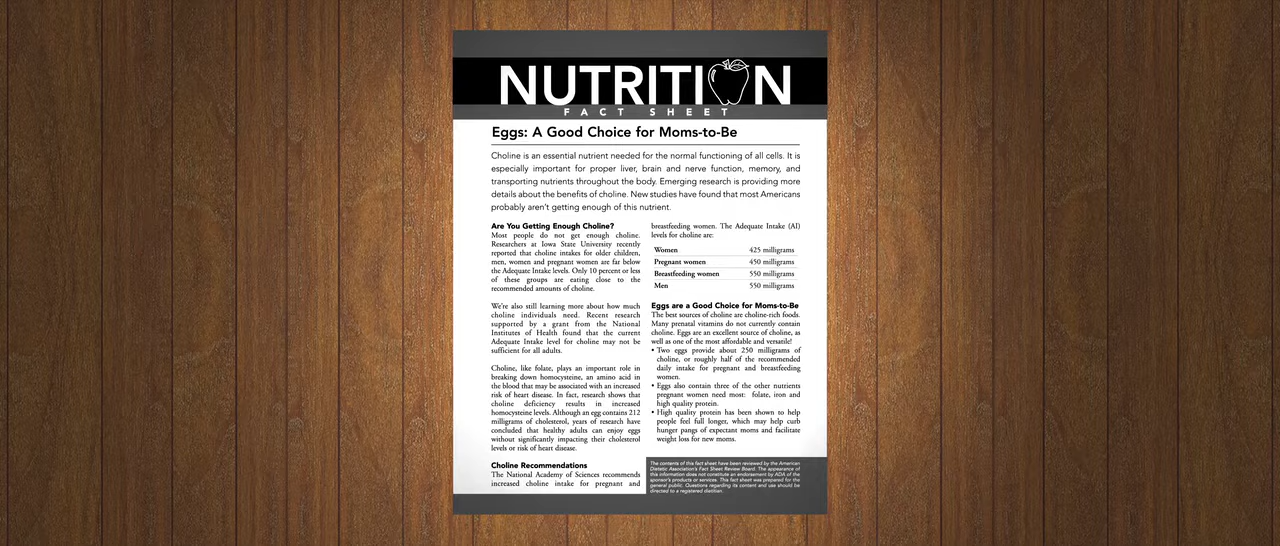 NUTRITION
FACT SHEET
Eggs: A Good Choice for Moms-to-Be
Choline is an essential nutrient needed for the normal functioning of all cells. It is
especially important for proper liver, brain and nerve function, memory, and
transporting nutrients throughout the body. Emerging research is providing more
details about the benefits of choline. New studies have found that most Americans
probably aren't getting enough of this nutrient.
Are You Getting Enough Choline?
Most people do not get enough choline.
Researchers at Iowa State University recently
reported that choline intakes for older children,
men, women and pregnant women are far below
the Adequate Intake levels. Only 10 percent or less
of these groups are eating close to the
recommended amounts of choline.
We're also still learning more about how much
choline individuals need. Recent research
supported by a grant from the National
Institutes of Health found that the current
Adequate Intake level for choline may not be
sufficient for all adults.
Choline, like folate, plays an important role in
breaking down homocysteine, an amino acid in
the blood that may be associated with an increased
risk of heart disease. In fact, research shows that
choline deficiency results in increased
homocysteine levels. Although an egg contains 212
milligrams of cholesterol, years of research have
concluded that healthy adults can enjoy eggs
without significantly impacting their cholesterol
levels or risk of heart disease.
Choline Recommendations
The National Academy of Sciences recommends
increased choline intake for pregnant and
breastfeeding women. The Adequate Intake (AI)
levels for choline are:
Women 425 milligrams
Pregnant women 450 milligrams
Breastfeeding women 550 milligrams
Men 550 milligrams
Eggs are a Good Choice for Moms-to-Be
The best sources of choline are choline-rich foods.
Many prenatal vitamins do not currently contain
choline. Eggs are an excellent source of choline, as
well as one of the most affordable and versatile!
• Two eggs provide about 250 milligrams of
choline, or roughly half of the recommended
daily intake for pregnant and breastfeeding
women.
• Eggs also contain three of the other nutrients
pregnant women need most: folate, iron and
high quality protein.
• High quality protein has been shown to help
people feel full longer, which may help curb
hunger pangs of expectant moms and facilitate
weight loss for new moms.
The contents of this fact sheet have been reviewed by the American
Dietetic Association's Fact Sheet Review Board. The appearance of
this information does not constitute an endorsement by ADA of the
sponsor's products or services. This fact sheet was prepared for the
general public. Questions regarding its content and use should be
directed to a registered dietitian.